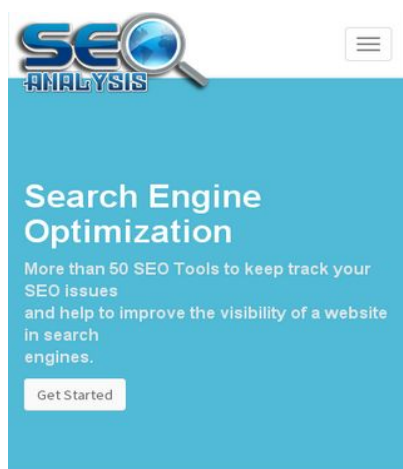 SEO
ANALYSIS
Search Engine
Optimization
More than 50 SEO Tools to keep track your
SEO issues
and help to improve the visibility of a website
in search
engines.
Get Started